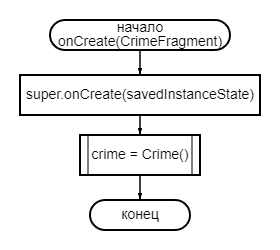 начало
onCreate(CrimeFragment)
super.onCreate(savedInstanceState)
crime = Crime()
конец